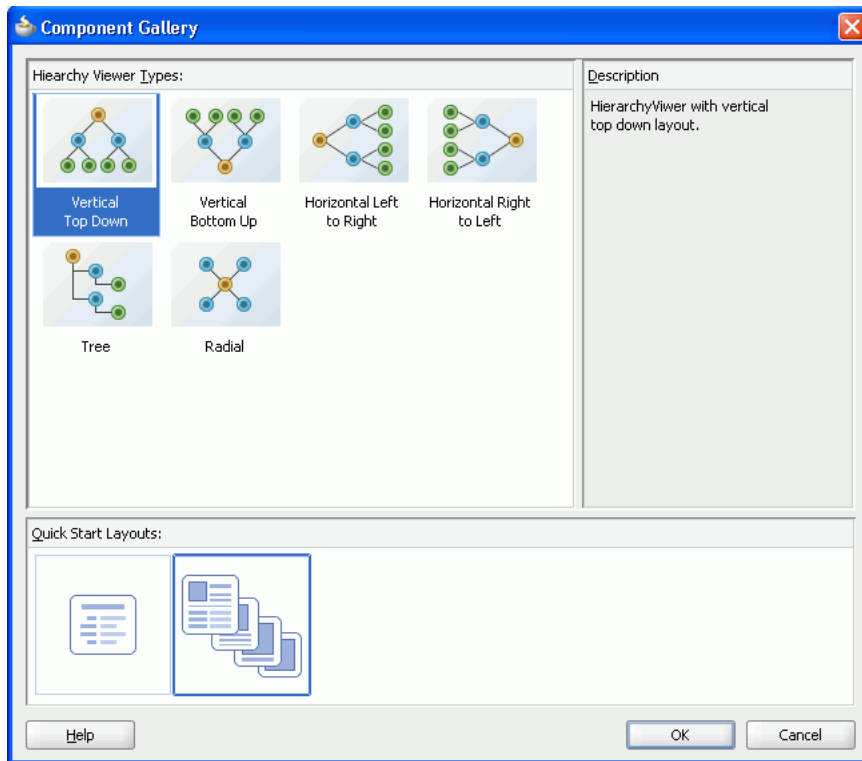 Component Gallery
Hiearchy Viewer Types:
Description
HierarchyViwer with vertical
top down layout.
Vertical
Top Down
Vertical
Bottom Up
Horizontal Left
to Right
Horizontal Right
to Left
Tree
Radial
Quick Start Layouts:
Help
OK
Cancel